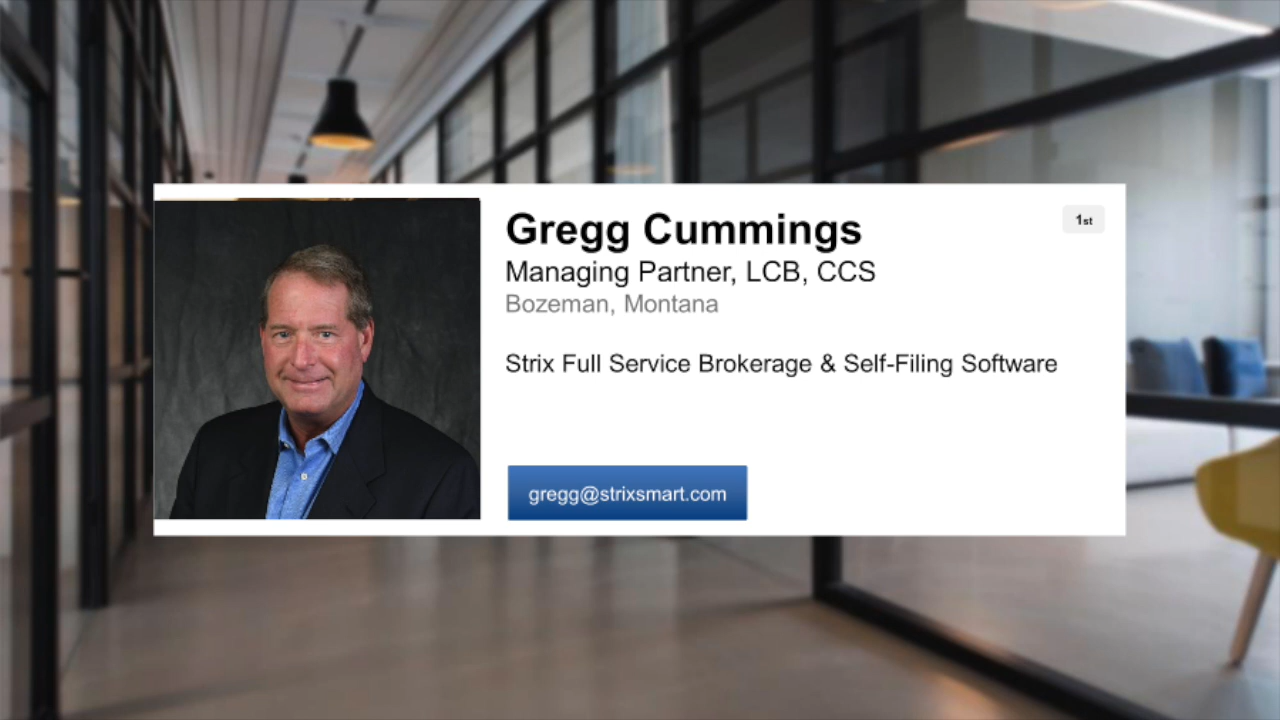 Gregg Cummings
1st
Managing Partner, LCB, CCS
Bozeman, Montana
Strix Full Service Brokerage & Self-Filing Software
gregg@strixsmart.com